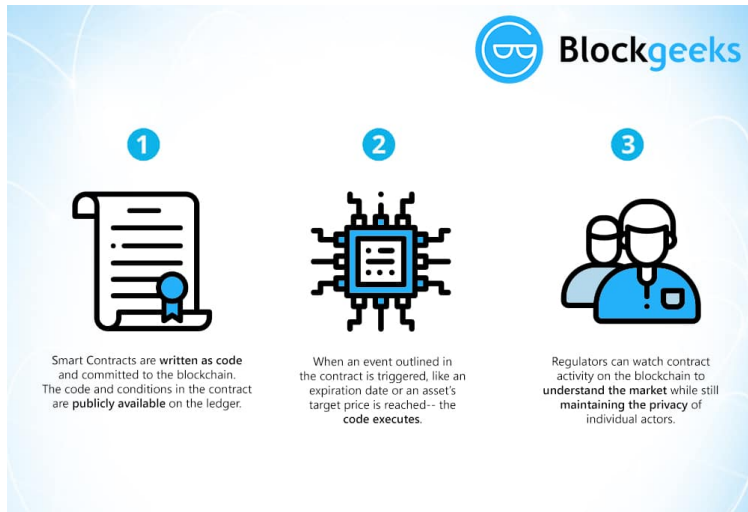 Blockgeeks
1
Smart Contracts are written as code
and committed to the blockchain.
The code and conditions in the contract
are publicly available on the ledger.
2
When an event outlined in
the contract is triggered, like an
expiration date or an asset's
target price is reached-- the
code executes.
3
Regulators can watch contract
activity on the blockchain to
understand the market while still
maintaining the privacy of
individual actors.